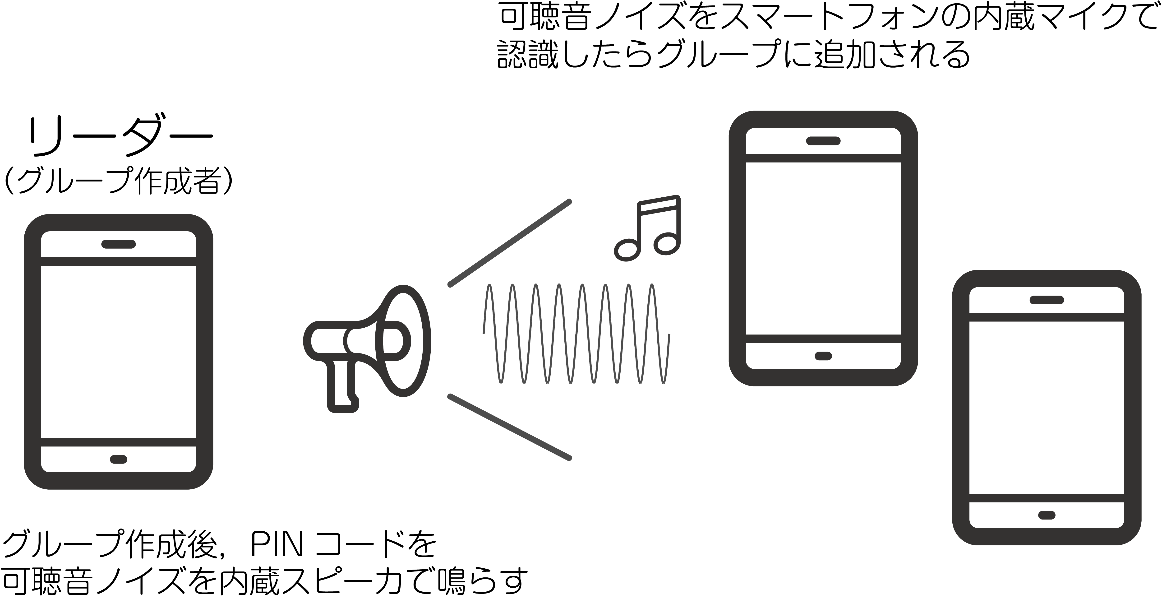 可聴音ノイズをスマートフォンの内蔵マイクで
認識したらグループに追加される
リーダー
（グループ作成者）
グループ作成後，PIN コードを
可聴音ノイズを内蔵スピーカで鳴らす